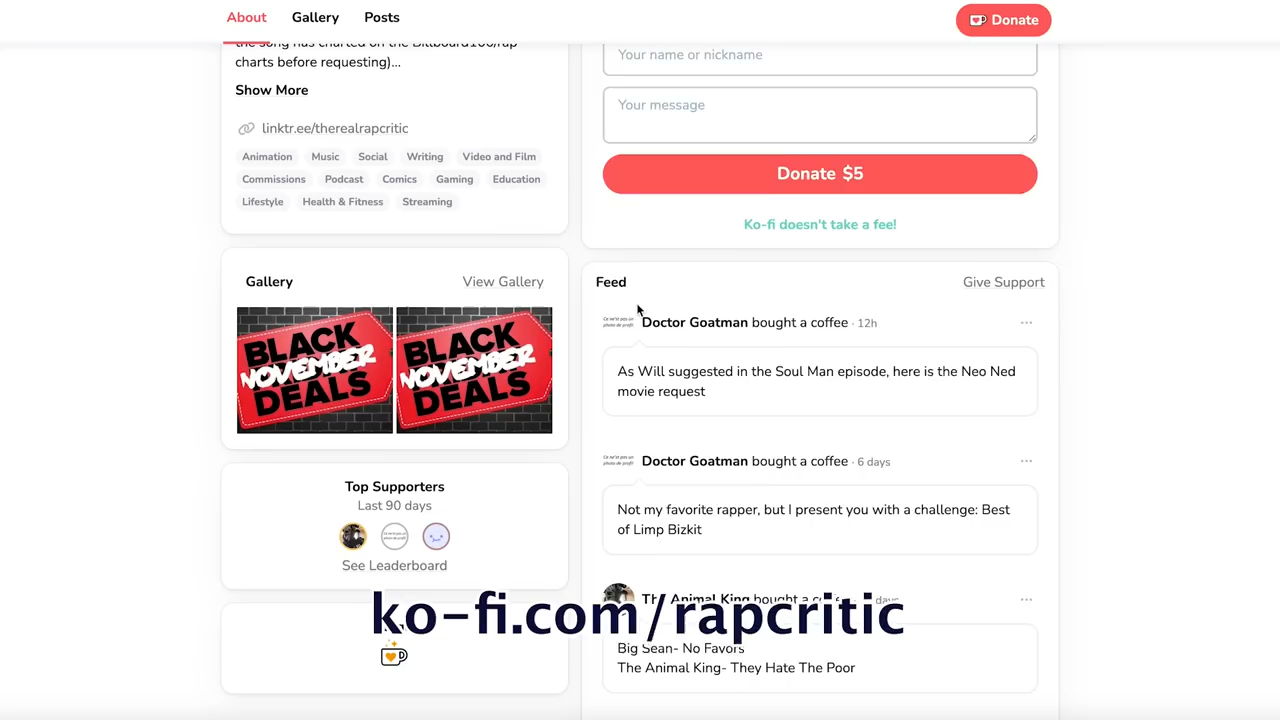 About
Gallery
Posts
Donate
the song has charted on the Billboard100/rap
charts before requesting)...
Show More
linktr.ee/therealrapcritic
Animation Music Social Writing Video and Film
Commissions Podcast Comics Gaming Education
Lifestyle Health & Fitness Streaming
Gallery View Gallery
BLACK
NOVEMBER
DEALS
BLACK
NOVEMBER
DEALS
Top Supporters
Last 90 days
See Leaderboard
Your name or nickname
Your message
Donate $5
Ko-fi doesn't take a fee!
Feed Give Support
Doctor Goatman bought a coffee · 12h
As Will suggested in the Soul Man episode, here is the Neo Ned
movie request
Doctor Goatman bought a coffee · 6 days
Not my favorite rapper, but I present you with a challenge: Best
of Limp Bizkit
The Animal King bought a days
Big Sean- No Favors
The Animal King- They Hate The Poor
ko-fi.com/rapcritic